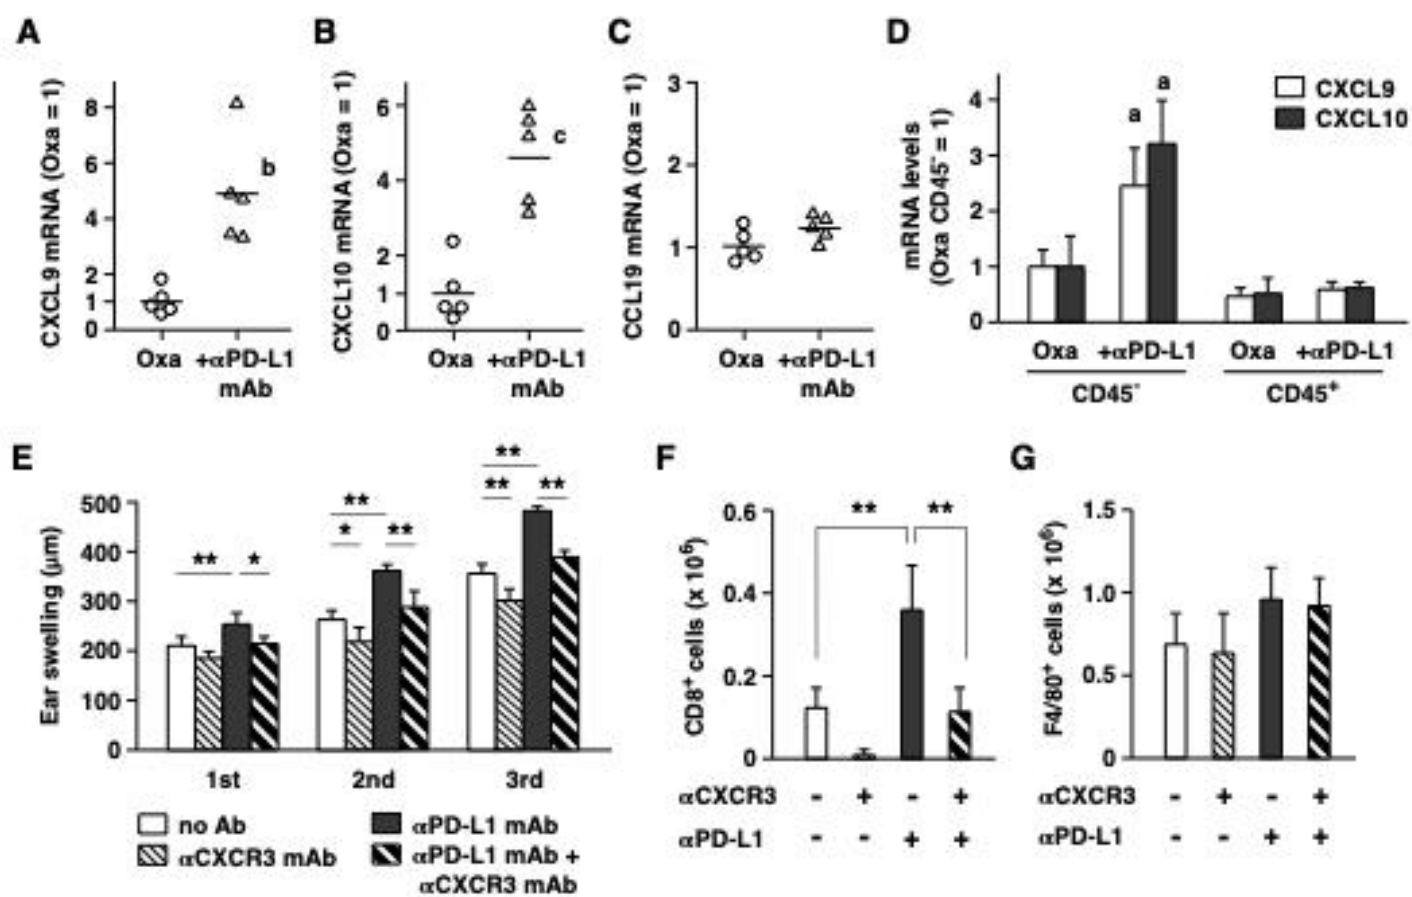 A
CXCL9 mRNA (Oxa = 1)
8
6
4
2
1
0
b
Oxa +αPD-L1
mAb
B
CXCL10 mRNA (Oxa = 1)
6
4
2
1
0
c
Oxa +αPD-L1
mAb
C
CCL19 mRNA (Oxa = 1)
3
2
1
0
Oxa +αPD-L1
mAb
D
mRNA levels
(Oxa CD45⁻ = 1)
4
3
2
1
0
a a
CXCL9
CXCL10
Oxa +αPD-L1 Oxa +αPD-L1
CD45⁻ CD45⁺
E
Ear swelling (μm)
500
400
300
200
100
0
** *
**
* **
**
** **
1st 2nd 3rd
no Ab
αCXCR3 mAb
αPD-L1 mAb
αPD-L1 mAb +
αCXCR3 mAb
F
CD8⁺ cells (x 10⁶)
0.6
0.4
0.2
0
** **
αCXCR3 - + - +
αPD-L1 - - + +
G
F4/80⁺ cells (x 10⁶)
1.5
1.0
0.5
0
αCXCR3 - + - +
αPD-L1 - - + +